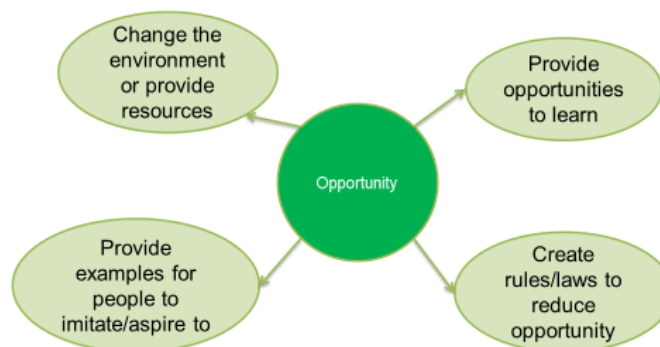 Change the
environment
or provide
resources
Provide
opportunities
to learn
Opportunity
Provide
examples for
people to
imitate/aspire to
Create
rules/laws to
reduce
opportunity